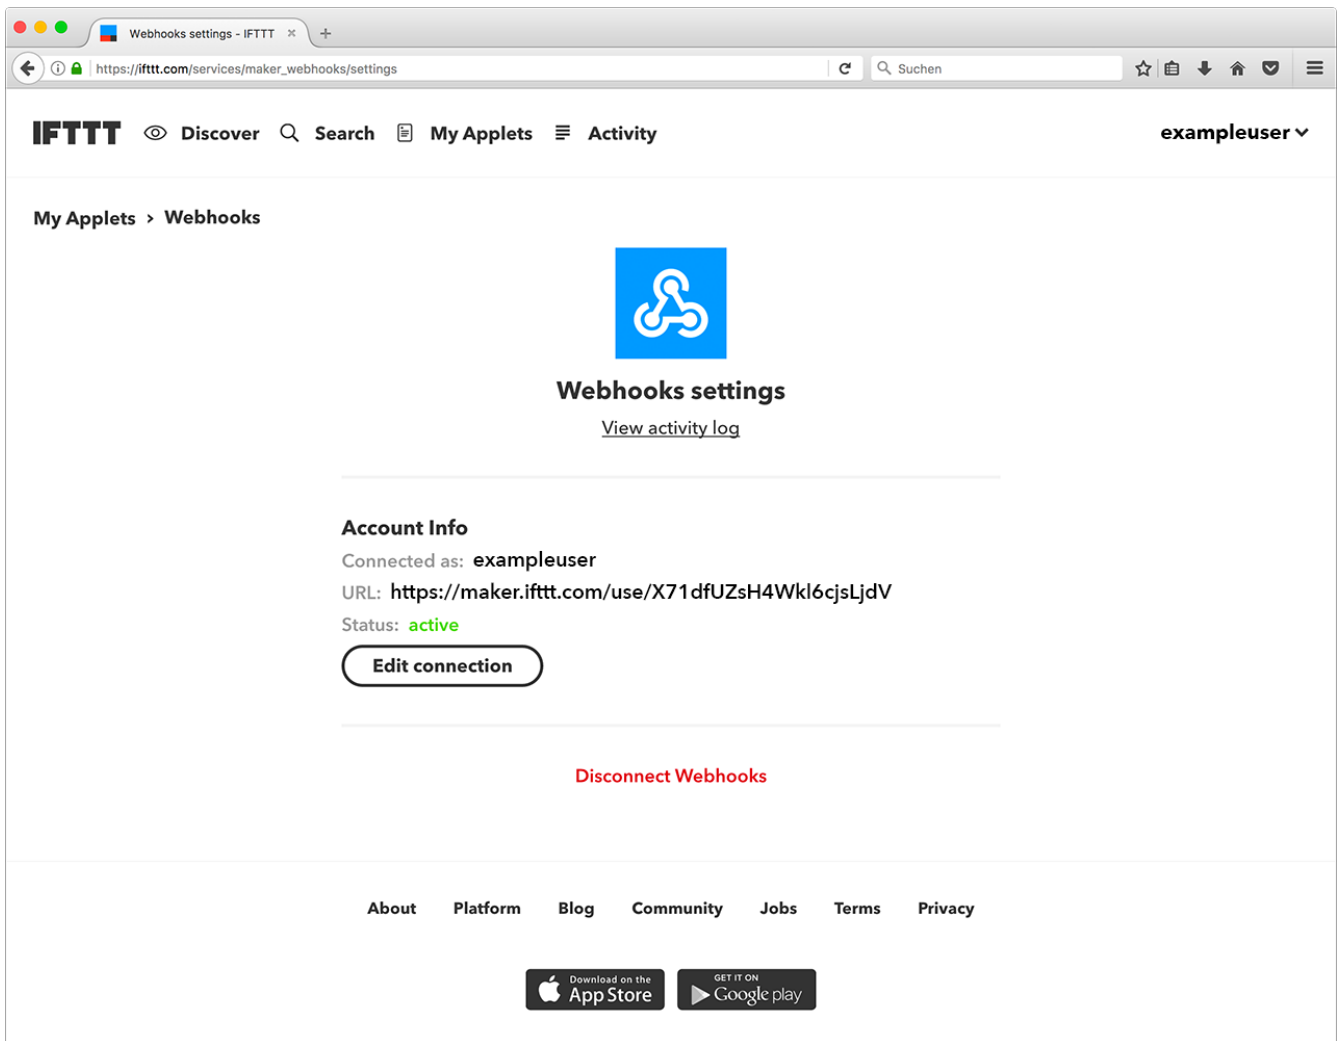 Webhooks settings - IFTTT
https://ifttt.com/services/maker_webhooks/settings
Suchen
IFTTT Discover Search My Applets Activity exampleuser
My Applets > Webhooks
Webhooks settings
View activity log
Account Info
Connected as: exampleuser
URL: https://maker.ifttt.com/use/X71dfUZsH4Wkl6cjsLjdV
Status: active
Edit connection
Disconnect Webhooks
About Platform Blog Community Jobs Terms Privacy
Download on the
App Store
GET IT ON
Google play